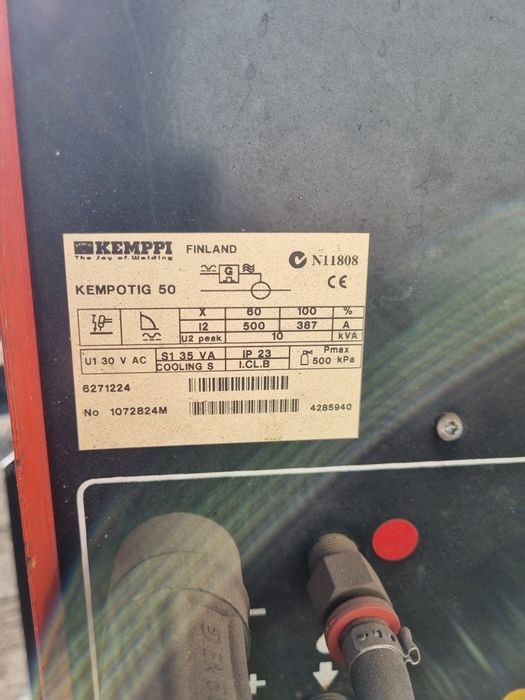 KEMPPI
The Joy of Welding
FINLAND
N11808
CE
KEMPOTIG 50
G
X 60 100 %
I2 500 387 A
U2 peak 10 kVA
U1 30 V AC
S1 35 VA
COOLING S
IP 23
I.CL.B
Pmax
500 kPa
6271224
No 1072824M
4285940